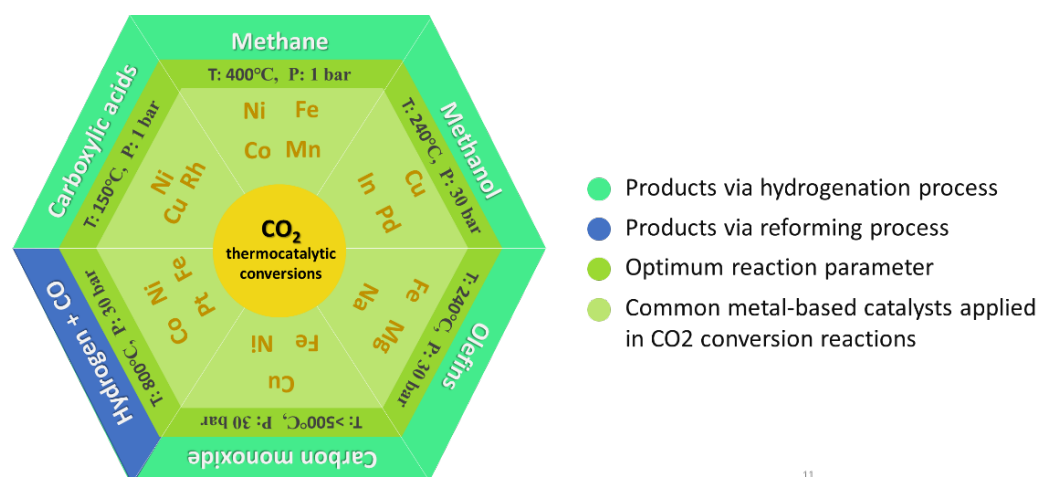 Methane
T: 400℃, P: 1 bar
Ni Fe
Co Mn
Methanol
T: 240℃, P: 30 bar
Cu
In
Pd
Olefins
T: 240℃, P: 30 bar
Fe
Mg
Na
Carbon monoxide
T: >500℃, P: 30 bar
Fe Ni
Cu
Hydrogen + CO
T: 800℃, P: 30 bar
Fe
Ni
Pt
Co
Carboxylic acids
T: 150℃, P: 1 bar
Ni
Rh
Cu
CO₂
thermocatalytic
conversions
Products via hydrogenation process
Products via reforming process
Optimum reaction parameter
Common metal-based catalysts applied
in CO2 conversion reactions
11